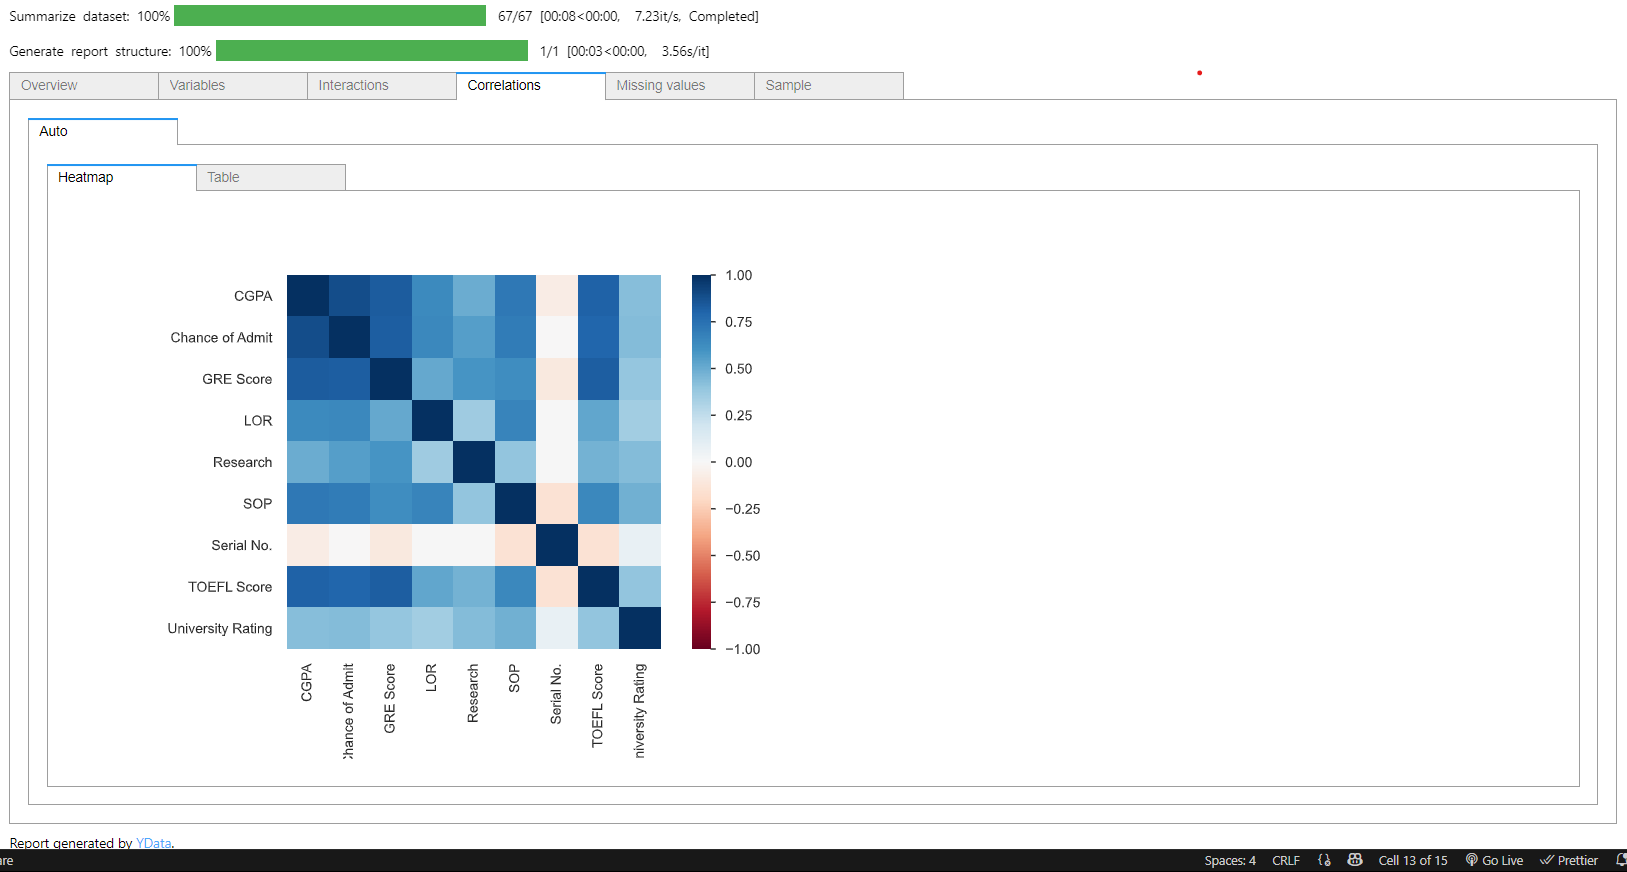 Summarize dataset: 100% 67/67 [00:08<00:00, 7.23it/s, Completed]
Generate report structure: 100% 1/1 [00:03<00:00, 3.56s/it]
Overview Variables Interactions Correlations Missing values Sample
Auto
Heatmap Table
CGPA
Chance of Admit
GRE Score
LOR
Research
SOP
Serial No.
TOEFL Score
University Rating
1.00
0.75
0.50
0.25
0.00
−0.25
−0.50
−0.75
−1.00
CGPA
hance of Admit
GRE Score
LOR
Research
SOP
Serial No.
TOEFL Score
niversity Rating
Report generated by YData.
are Spaces: 4 CRLF Cell 13 of 15 Go Live Prettier